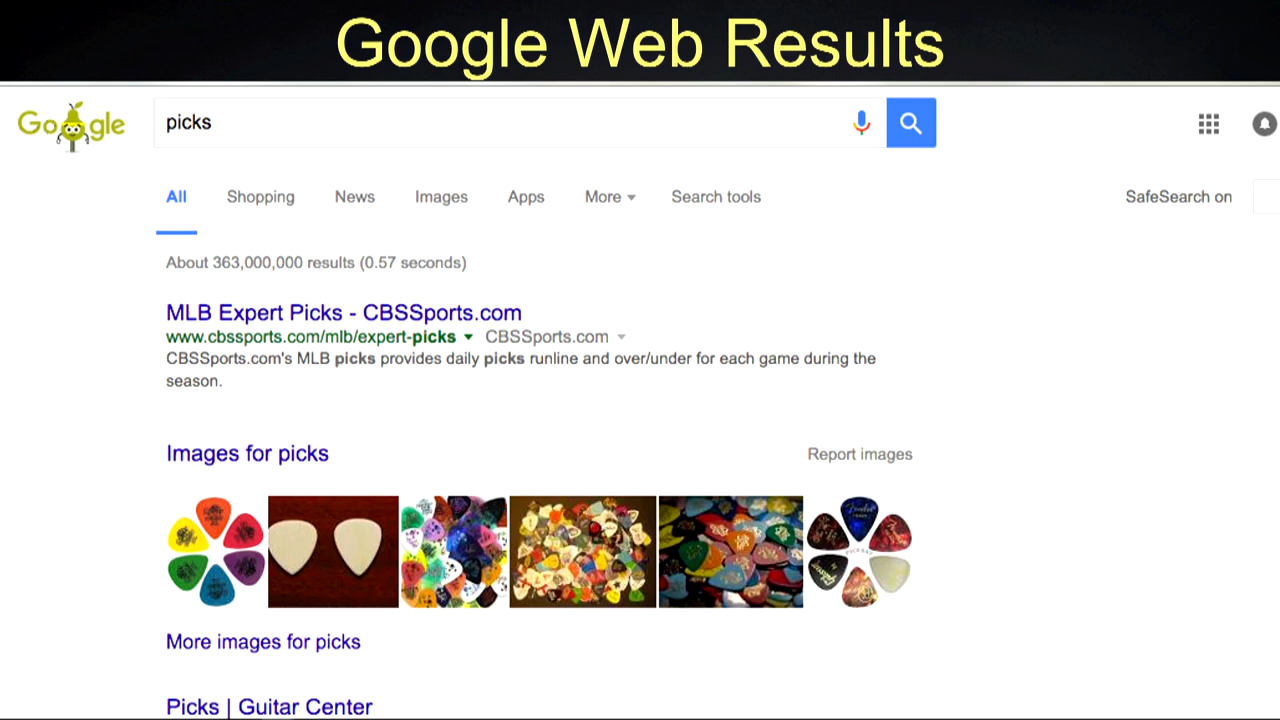 Google Web Results
Google
picks
All Shopping News Images Apps More Search tools SafeSearch on
About 363,000,000 results (0.57 seconds)
MLB Expert Picks - CBSSports.com
www.cbssports.com/mlb/expert-picks CBSSports.com
CBSSports.com's MLB picks provides daily picks runline and over/under for each game during the
season.
Images for picks Report images
More images for picks
Picks | Guitar Center